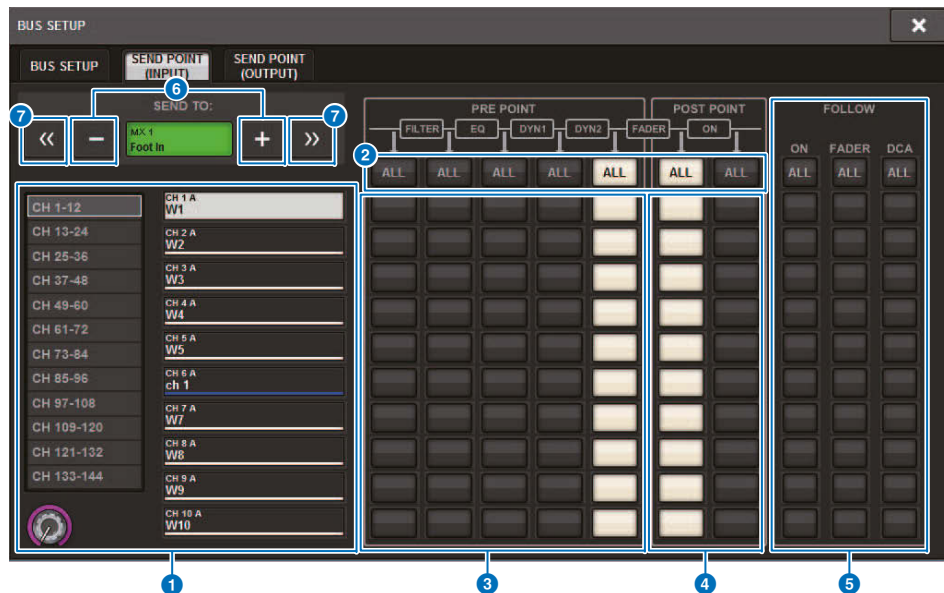 BUS SETUP
×
BUS SETUP
SEND POINT
(INPUT)
SEND POINT
(OUTPUT)
6
SEND TO:
7
7
«
−
MX 1
Foot In
+
»
PRE POINT
POST POINT
FOLLOW
FILTER
EQ
DYN1
DYN2
FADER
ON
ON
FADER
DCA
2
ALL
ALL
ALL
ALL
ALL
ALL
ALL
ALL
ALL
ALL
CH 1-12
CH 13-24
CH 25-36
CH 37-48
CH 49-60
CH 61-72
CH 73-84
CH 85-96
CH 97-108
CH 109-120
CH 121-132
CH 133-144
CH 1 A
W1
CH 2 A
W2
CH 3 A
W3
CH 4 A
W4
CH 5 A
W5
CH 6 A
ch 1
CH 7 A
W7
CH 8 A
W8
CH 9 A
W9
CH 10 A
W10
1
3
4
5